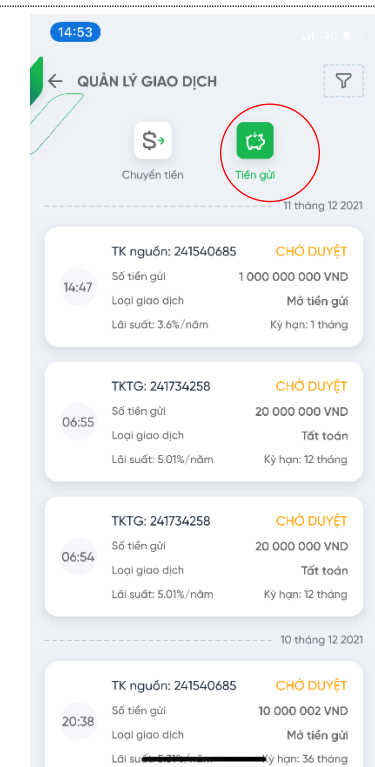 14:53
4G
QUẢN LÝ GIAO DỊCH
Chuyển tiền Tiền gửi
11 tháng 12 2021
TK nguồn: 241540685 CHỜ DUYỆT
14:47
Số tiền gửi 1 000 000 000 VND
Loại giao dịch Mở tiền gửi
Lãi suất: 3.6%/năm Kỳ hạn: 1 tháng
TKTG: 241734258 CHỜ DUYỆT
06:55
Số tiền gửi 20 000 000 VND
Loại giao dịch Tất toán
Lãi suất: 5.01%/năm Kỳ hạn: 12 tháng
TKTG: 241734258 CHỜ DUYỆT
06:54
Số tiền gửi 20 000 000 VND
Loại giao dịch Tất toán
Lãi suất: 5.01%/năm Kỳ hạn: 12 tháng
10 tháng 12 2021
TK nguồn: 241540685 CHỜ DUYỆT
20:38
Số tiền gửi 10 000 002 VND
Loại giao dịch Mở tiền gửi
Lãi suất: 5.31%/năm Kỳ hạn: 36 tháng